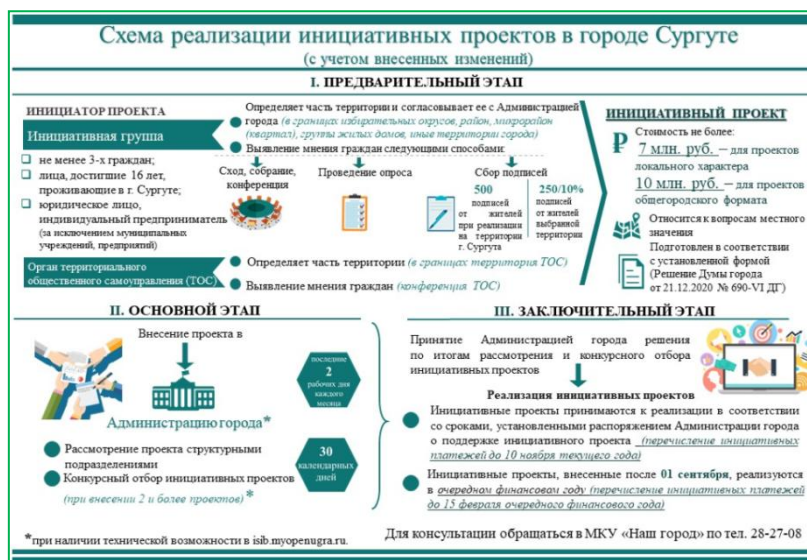 Схема реализации инициативных проектов в городе Сургуте
(с учетом внесенных изменений)
I. ПРЕДВАРИТЕЛЬНЫЙ ЭТАП
ИНИЦИАТОР ПРОЕКТА
Инициативная группа
не менее 3-х граждан;
лица, достигшие 16 лет,
проживающие в г. Сургуте;
юридическое лицо,
индивидуальный предприниматель
(за исключением муниципальных
учреждений, предприятий)
Орган территориального
общественного самоуправления (ТОС)
Определяет часть территории и согласовывает ее с Администрацией
города (в границах избирательных округов, район, микрорайон
(квартал), группы жилых домов, иные территории города)
Выявление мнения граждан следующими способами:
Сход, собрание,
конференция
Проведение опроса
Сбор подписей
500
подписей
от жителей
при реализации
на территории
г. Сургута
250/10%
подписей
от жителей
выбранной
территории
Определяет часть территории (в границах территория ТОС)
Выявление мнения граждан (конференция ТОС)
ИНИЦИАТИВНЫЙ ПРОЕКТ
Стоимость не более:
7 млн. руб. – для проектов
локального характера
10 млн. руб. – для проектов
общегородского формата
Относится к вопросам местного
значения
Подготовлен в соответствии
с установленной формой
(Решение Думы города
от 21.12.2020 № 690-VI ДГ)
II. ОСНОВНОЙ ЭТАП
Внесение проекта в
Администрацию города*
последние
2
рабочих дня
каждого
месяца
Рассмотрение проекта структурными
подразделениями
Конкурсный отбор инициативных проектов
(при внесении 2 и более проектов) *
30
календарных
дней
III. ЗАКЛЮЧИТЕЛЬНЫЙ ЭТАП
Принятие Администрацией города решения
по итогам рассмотрения и конкурсного отбора
инициативных проектов
Реализация инициативных проектов
Инициативные проекты принимаются к реализации в соответствии
со сроками, установленными распоряжением Администрации города
о поддержке инициативного проекта (перечисление инициативных
платежей до 10 ноября текущего года)
Инициативные проекты, внесенные после 01 сентября, реализуются
в очередном финансовом году (перечисление инициативных платежей
до 15 февраля очередного финансового года)
*при наличии технической возможности в isib.myopenugra.ru.
Для консультации обращаться в МКУ «Наш город» по тел. 28-27-08